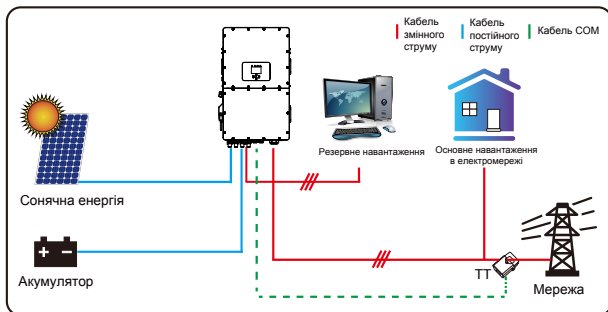 Кабель
змінного
струму
Кабель
постійного
струму
Кабель COM
Резервне навантаження
Основне навантаження
в електромережі
Сонячна енергія
Акумулятор
ТТ
Мережа